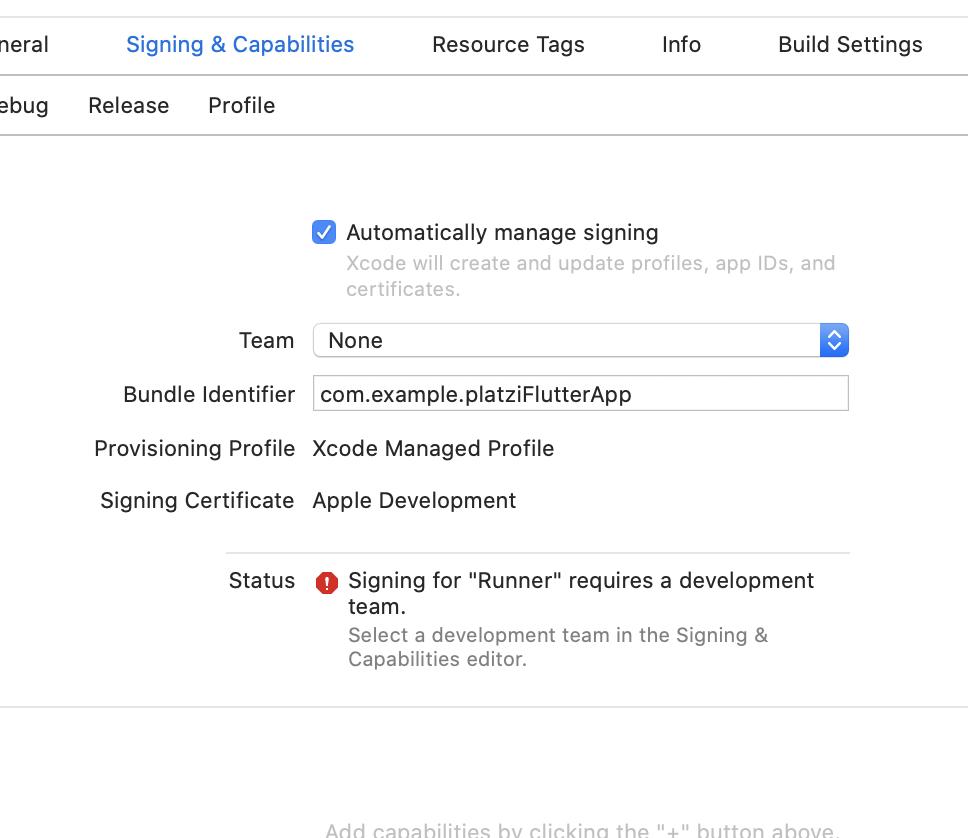 neral Signing & Capabilities Resource Tags Info Build Settings
ebug Release Profile
Automatically manage signing
Xcode will create and update profiles, app IDs, and
certificates.
Team None
Bundle Identifier com.example.platziFlutterApp
Provisioning Profile Xcode Managed Profile
Signing Certificate Apple Development
Status Signing for "Runner" requires a development
team.
Select a development team in the Signing &
Capabilities editor.
Add capabilities by clicking the "+" button above.